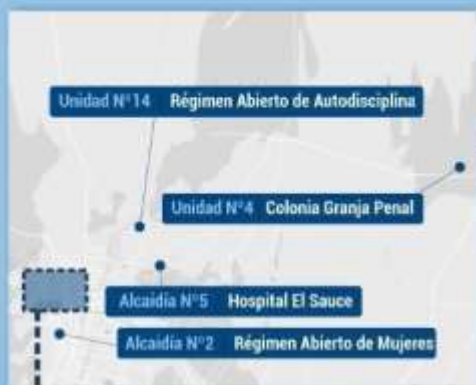 Unidad N°14 Régimen Abierto de Autodisciplina
Unidad N°4 Colonia Granja Penal
Alcaidía N°5 Hospital El Sauce
Alcaidía N°2 Régimen Abierto de Mujeres